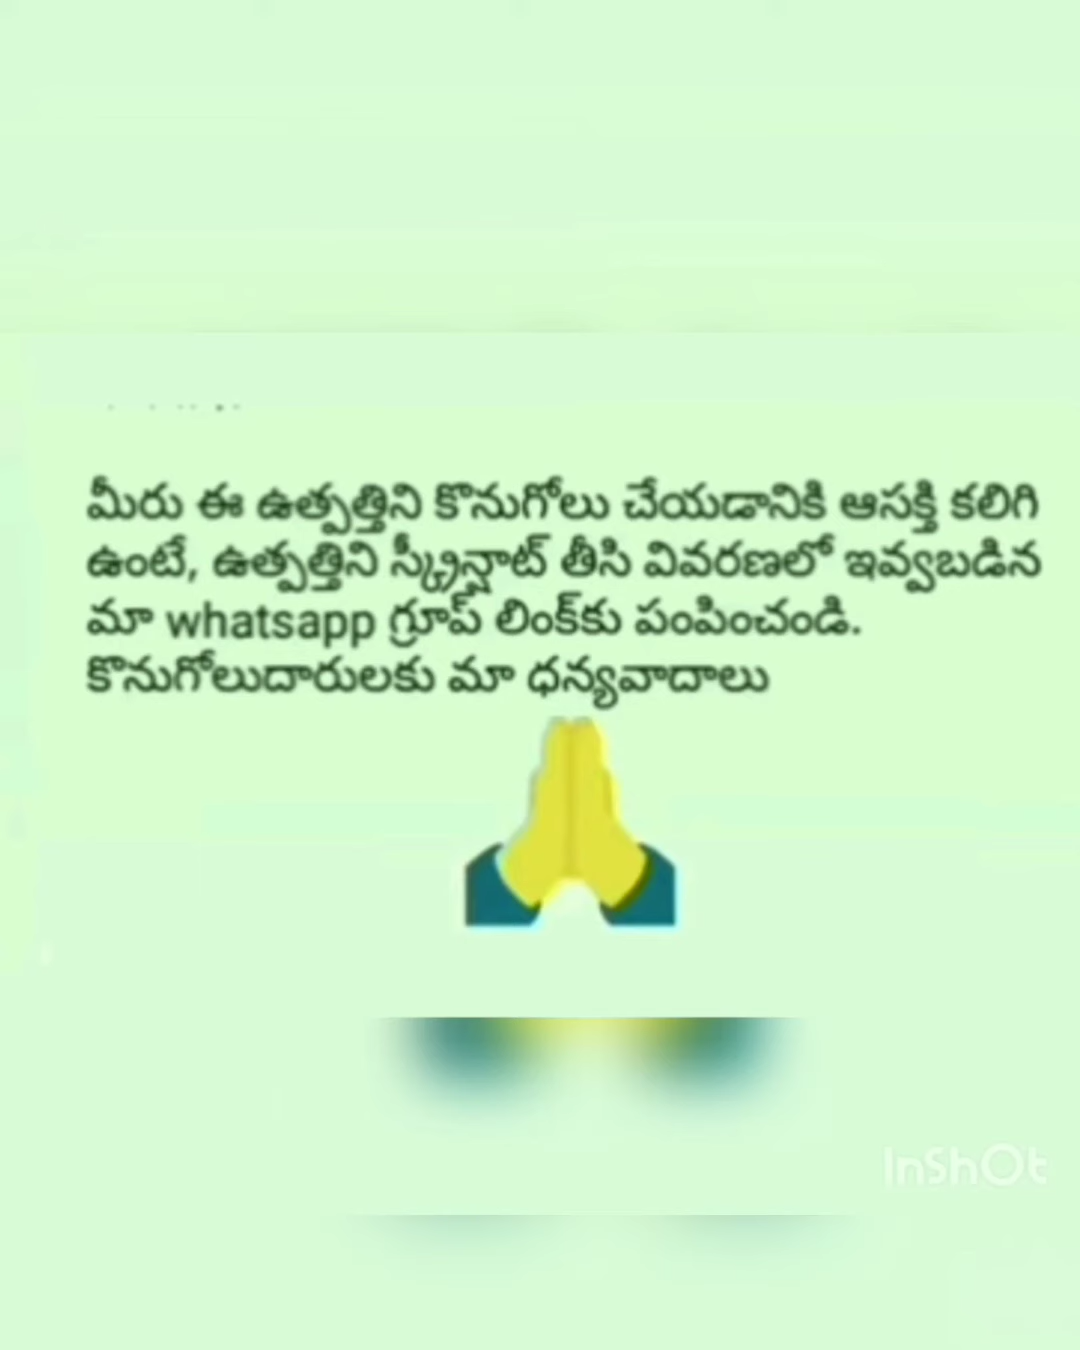 మీరు ఈ ఉత్పత్తిని కొనుగోలు చేయడానికి ఆసక్తి కలిగి
ఉంటే, ఉత్పత్తిని స్క్రీన్షాట్ తీసి వివరణలో ఇవ్వబడిన
మా whatsapp గ్రూప్ లింక్‌కు పంపించండి.
కొనుగోలుదారులకు మా ధన్యవాదాలు
InShOt